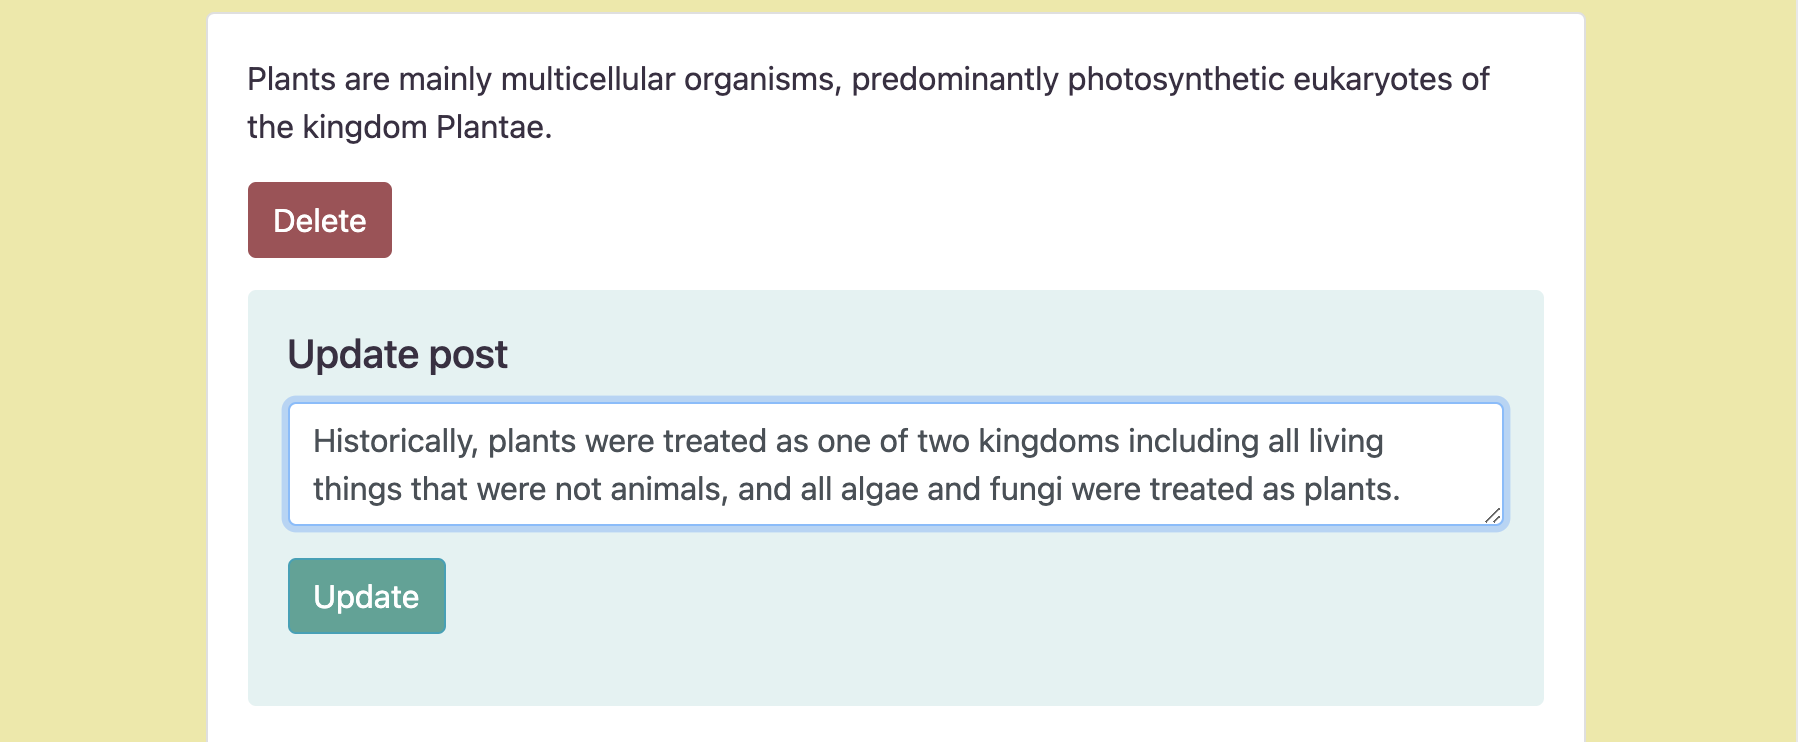 Plants are mainly multicellular organisms, predominantly photosynthetic eukaryotes of
the kingdom Plantae.
Delete
Update post
Historically, plants were treated as one of two kingdoms including all living
things that were not animals, and all algae and fungi were treated as plants.
Update